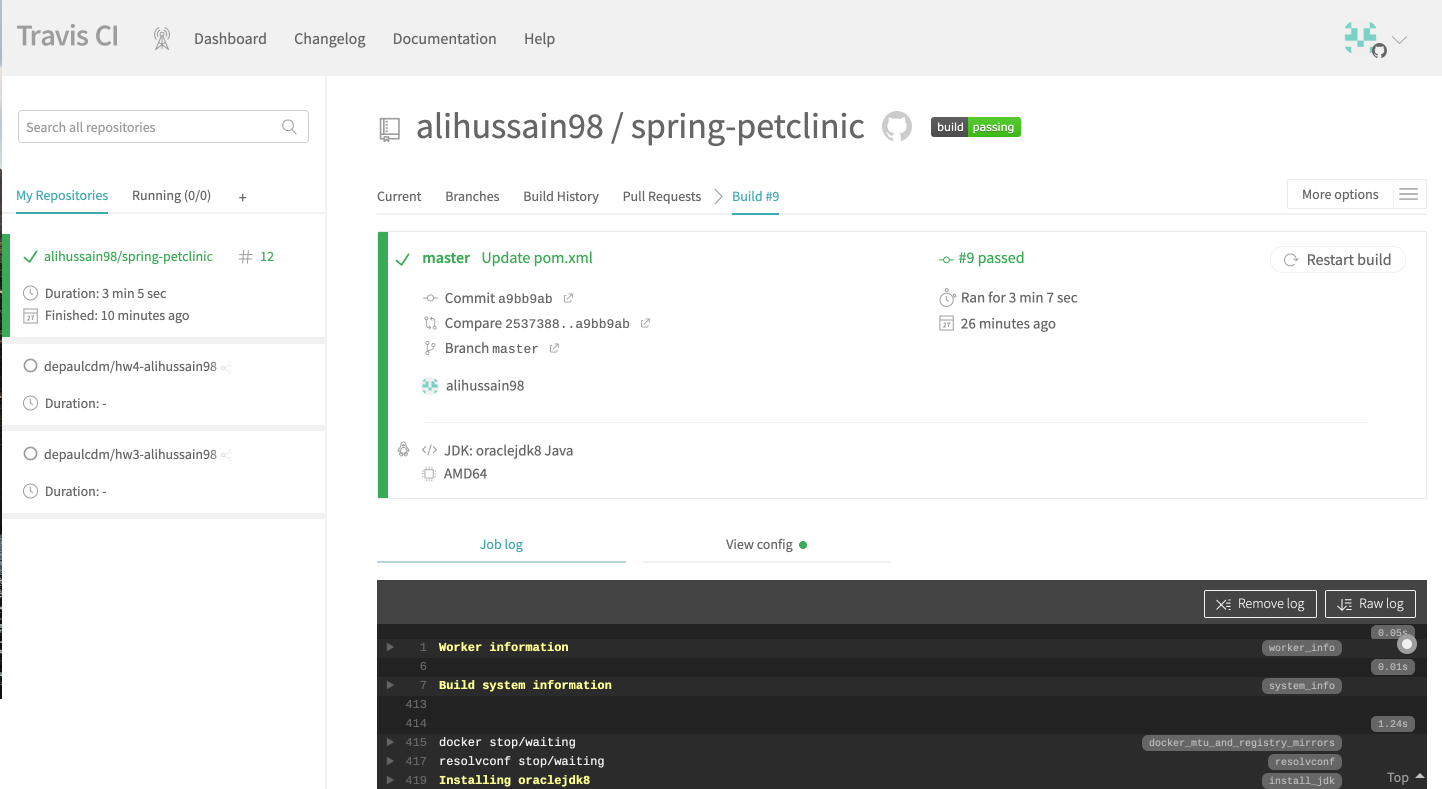 Travis CI
Dashboard
Changelog
Documentation
Help
Search all repositories
My Repositories
Running (0/0)
+
alihussain98/spring-petclinic
# 12
Duration: 3 min 5 sec
Finished: 10 minutes ago
depaulcdm/hw4-alihussain98
Duration: -
depaulcdm/hw3-alihussain98
Duration: -
alihussain98 / spring-petclinic
build passing
Current
Branches
Build History
Pull Requests
Build #9
More options
master Update pom.xml
Commit a9bb9ab
Compare 2537388..a9bb9ab
Branch master
alihussain98
#9 passed
Ran for 3 min 7 sec
27 26 minutes ago
Restart build
</> JDK: oraclejdk8 Java
AMD64
Job log
View config
Remove log
Raw log
0.05s
1 Worker information worker_info
6 0.01s
7 Build system information system_info
413
414 1.24s
415 docker stop/waiting docker_mtu_and_registry_mirrors
417 resolvconf stop/waiting resolvconf
419 Installing oraclejdk8 install_jdk
Top